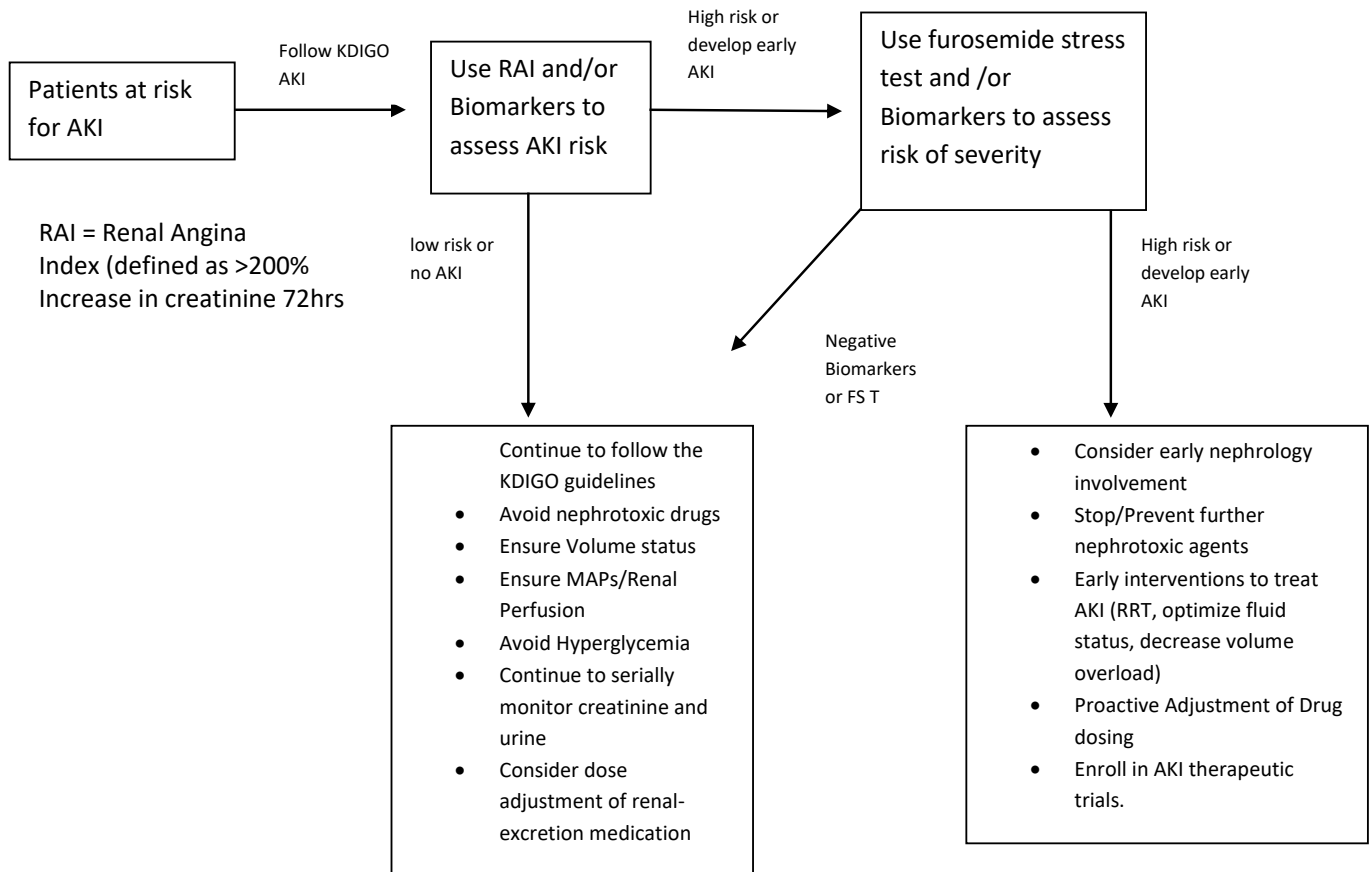 Patients at risk
for AKI
Follow KDIGO
AKI
Use RAI and/or
Biomarkers to
assess AKI risk
High risk or
develop early
AKI
Use furosemide stress
test and /or
Biomarkers to assess
risk of severity
RAI = Renal Angina
Index (defined as >200%
Increase in creatinine 72hrs
low risk or
no AKI
Negative
Biomarkers
or FS T
High risk or
develop early
AKI
Continue to follow the
KDIGO guidelines
• Avoid nephrotoxic drugs
• Ensure Volume status
• Ensure MAPs/Renal
Perfusion
• Avoid Hyperglycemia
• Continue to serially
monitor creatinine and
urine
• Consider dose
adjustment of renal-
excretion medication
• Consider early nephrology
involvement
• Stop/Prevent further
nephrotoxic agents
• Early interventions to treat
AKI (RRT, optimize fluid
status, decrease volume
overload)
• Proactive Adjustment of Drug
dosing
• Enroll in AKI therapeutic
trials.